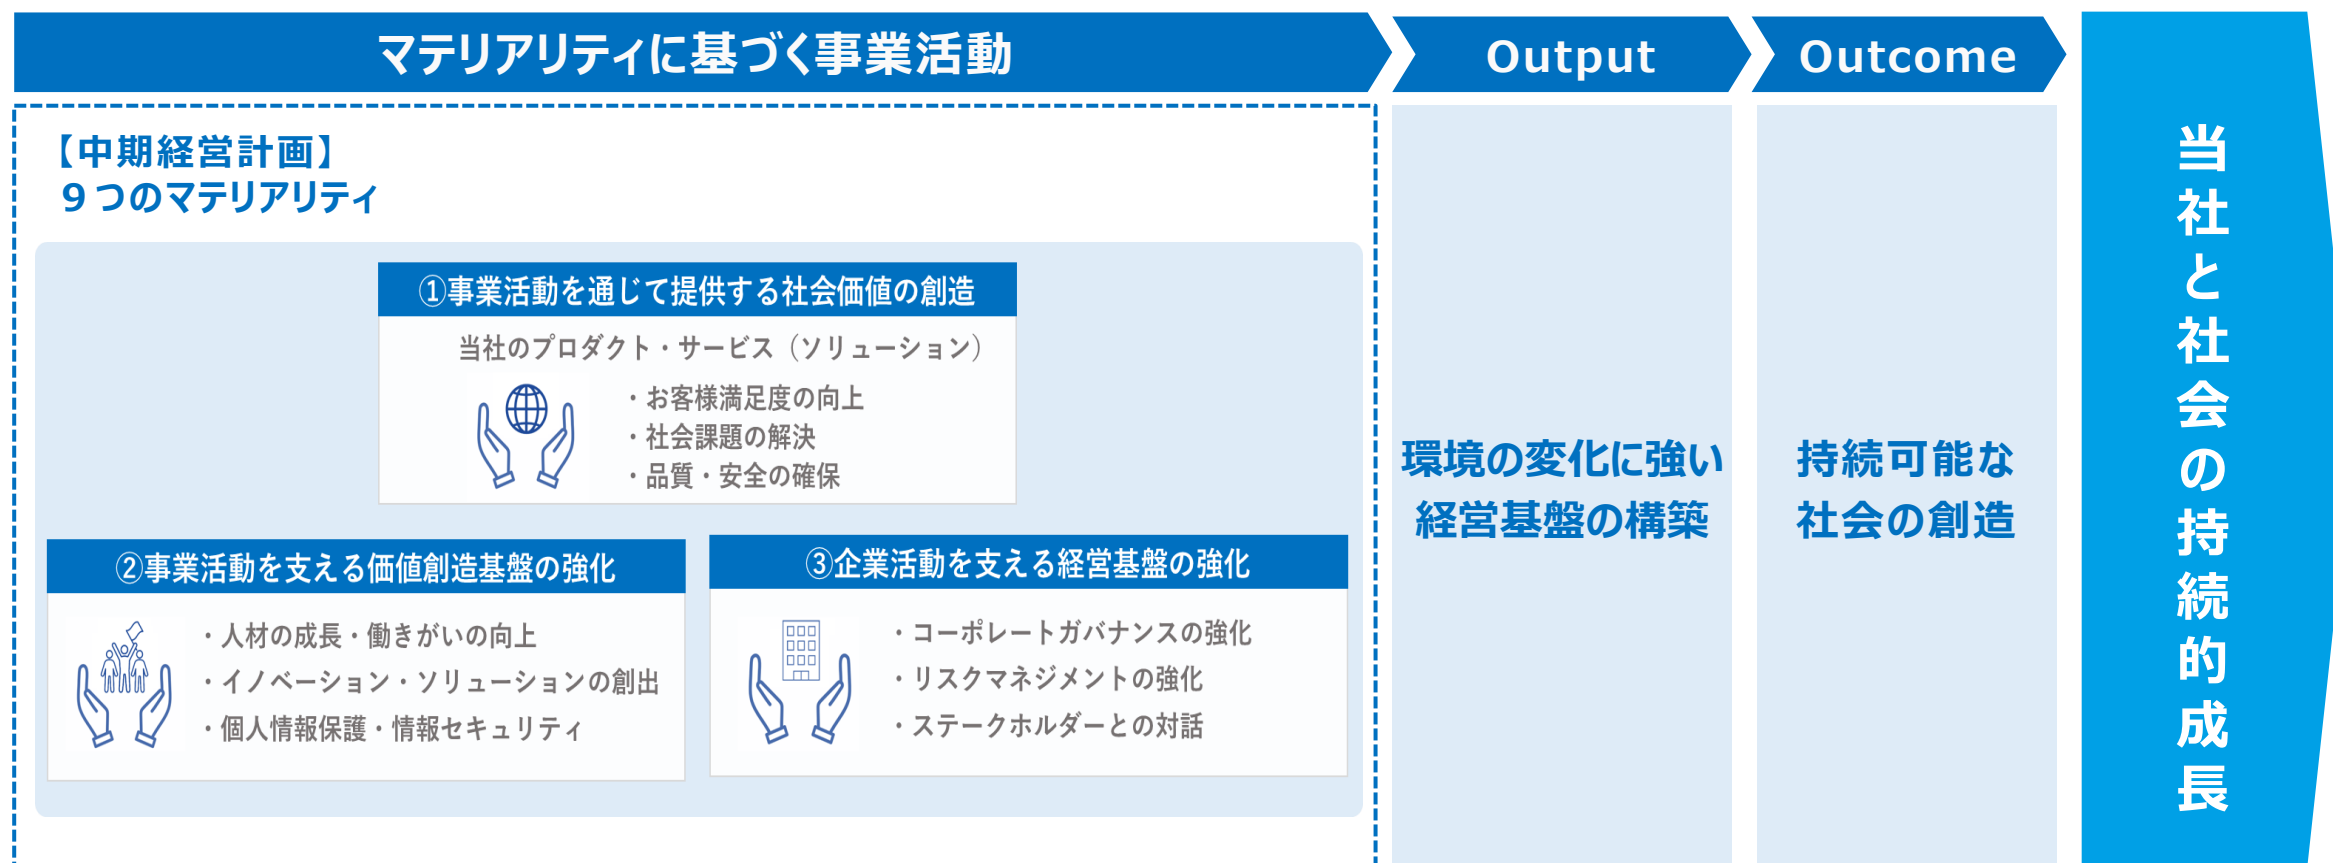 マテリアリティに基づく事業活動
Output
Outcome
【中期経営計画】
９つのマテリアリティ
①事業活動を通じて提供する社会価値の創造
当社のプロダクト・サービス（ソリューション）
・お客様満足度の向上
・社会課題の解決
・品質・安全の確保
②事業活動を支える価値創造基盤の強化
・人材の成長・働きがいの向上
・イノベーション・ソリューションの創出
・個人情報保護・情報セキュリティ
③企業活動を支える経営基盤の強化
・コーポレートガバナンスの強化
・リスクマネジメントの強化
・ステークホルダーとの対話
環境の変化に強い
経営基盤の構築
持続可能な
社会の創造
当社と社会の持続的成長